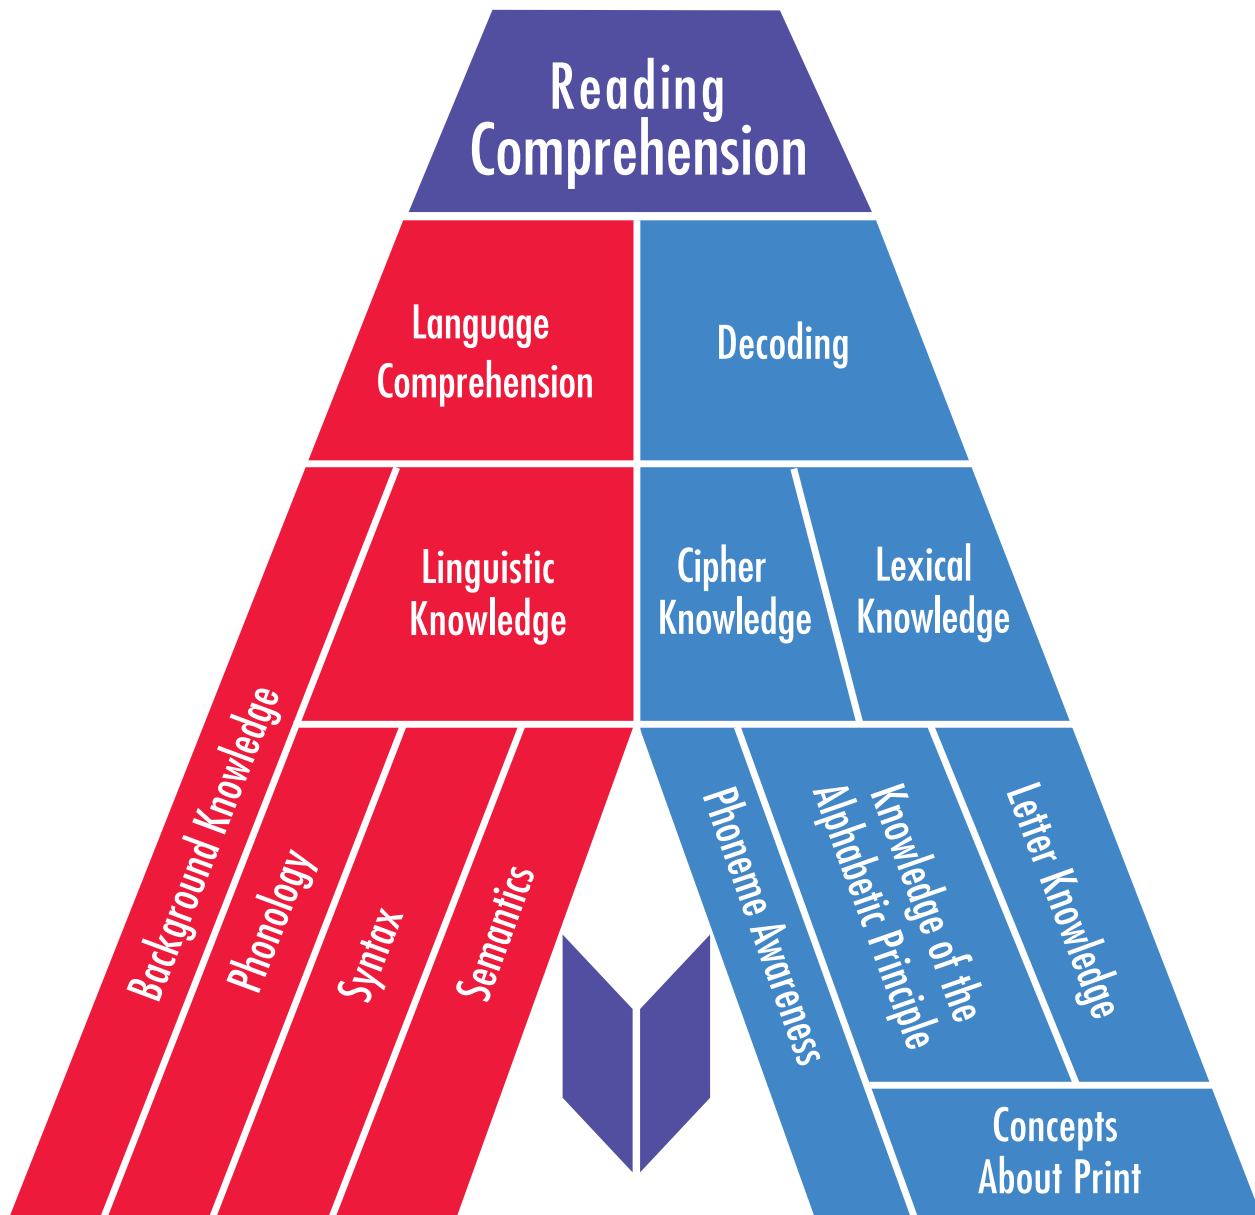 Reading
Comprehension
Language
Comprehension
Decoding
Background Knowledge
Linguistic
Knowledge
Cipher
Knowledge
Lexical
Knowledge
Phonology
Syntax
Semantics
Phoneme Awareness
Knowledge of the
Alphabetic Principle
Letter Knowledge
Concepts
About Print